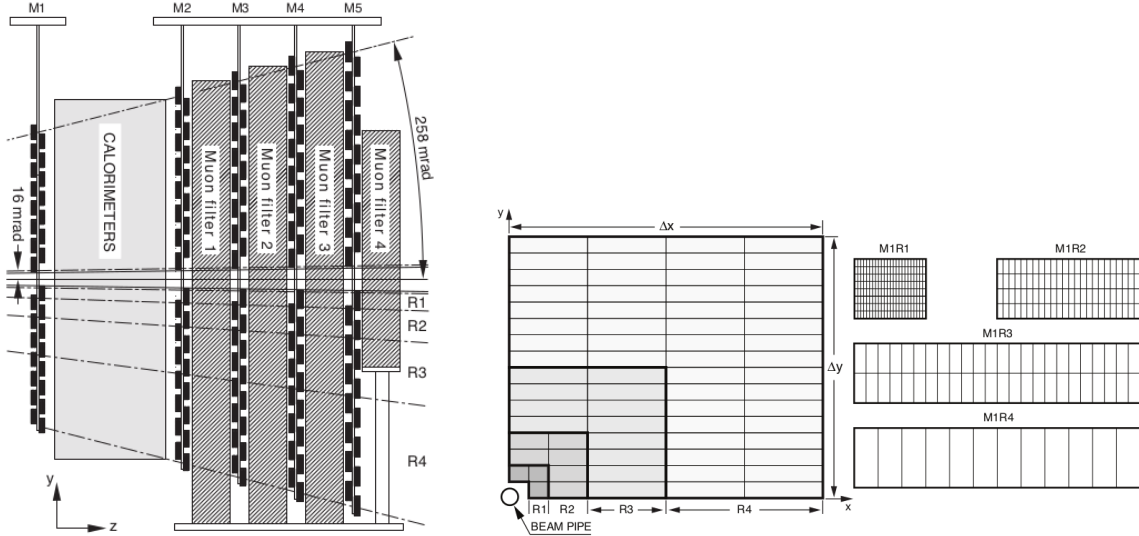 M1
M2
M3
M4
M5
16 mrad
CALORIMETERS
Muon filter 1
Muon filter 2
Muon filter 3
Muon filter 4
258 mrad
R1
R2
R3
R4
y
z
y
Δx
Δy
R1
R2
R3
R4
x
BEAM PIPE
M1R1
M1R2
M1R3
M1R4